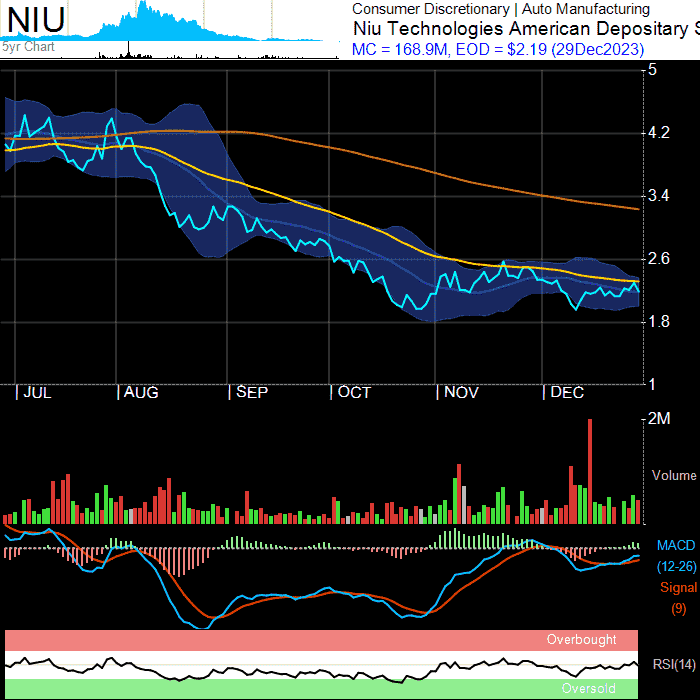 NIU
5yr Chart
Consumer Discretionary | Auto Manufacturing
Niu Technologies American Depositary S
MC = 168.9M, EOD = $2.19 (29Dec2023)
5
4.2
3.4
2.6
1.8
1
JUL AUG SEP OCT NOV DEC
2M
Volume
MACD
(12-26)
Signal
(9)
Overbought
RSI(14)
Oversold